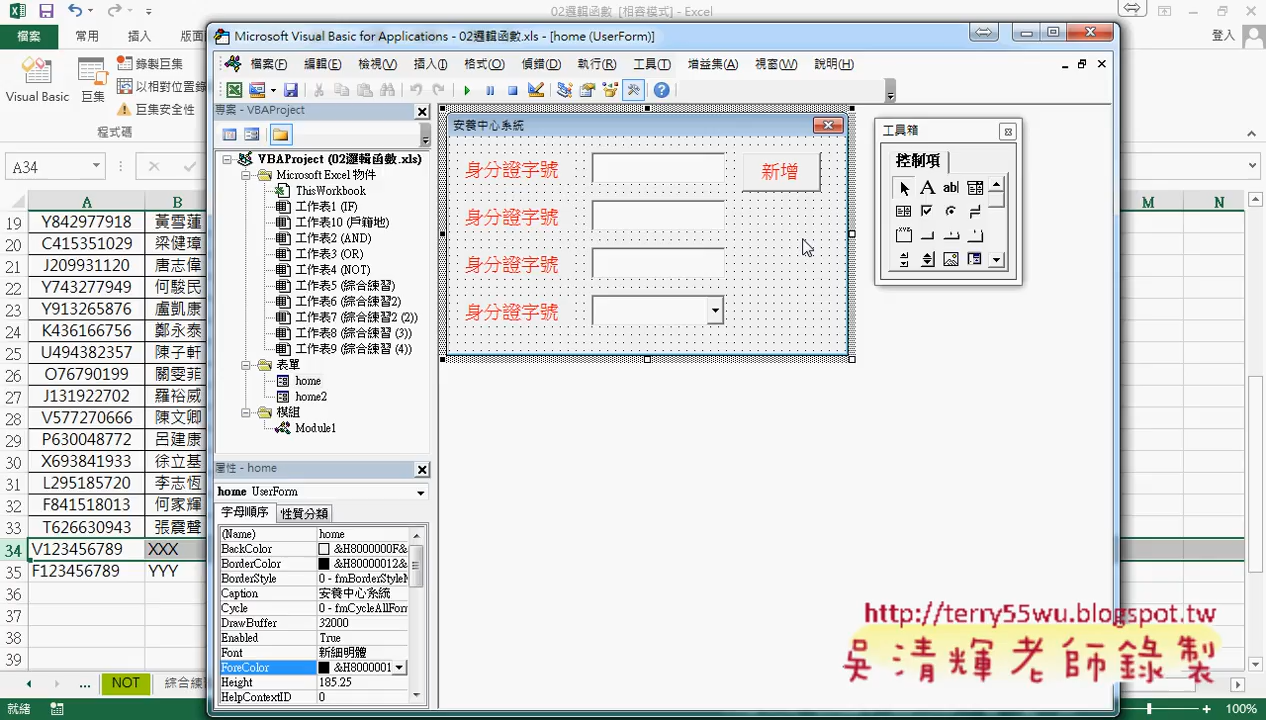 02邏輯函數 [相容模式] - Excel
檔案 常用 插入 版面
登入
Visual Basic 巨集 錄製巨集
以相對位置錄
巨集安全性
程式碼
A34
A B M N
19 Y842977918 黃雪蓮
20 C415351029 梁健瑋
21 J209931120 唐志偉
22 Y743277949 何駿民
23 Y913265876 盧凱康
24 K436166756 鄭永泰
25 U494382357 陳子軒
26 O76790199 關雯菲
27 J131922702 羅裕威
28 V577270666 陳文卿
29 P630048772 呂建康
30 X693841933 徐立基
31 L295185720 李志恆
32 F841518013 何家輝
33 T626630943 張震聲
34 V123456789 XXX
35 F123456789 YYY
36
37
38
39
... NOT 綜合練
就緒
100%
Microsoft Visual Basic for Applications - 02邏輯函數.xls - [home (UserForm)]
檔案(F) 編輯(E) 檢視(V) 插入(I) 格式(O) 偵錯(D) 執行(R) 工具(T) 增益集(A) 視窗(W) 說明(H)
專案 - VBAProject
VBAProject (02邏輯函數.xls)
Microsoft Excel 物件
ThisWorkbook
工作表1 (IF)
工作表10 (戶籍地)
工作表2 (AND)
工作表3 (OR)
工作表4 (NOT)
工作表5 (綜合練習)
工作表6 (綜合練習2)
工作表7 (綜合練習2 (2))
工作表8 (綜合練習 (3))
工作表9 (綜合練習 (4))
表單
home
home2
模組
Module1
屬性 - home
home UserForm
字母順序 性質分類
(Name) home
BackColor &H8000000F&
BorderColor &H80000012&
BorderStyle 0 - fmBorderStyleN
Caption 安養中心系統
Cycle 0 - fmCycleAllForm
DrawBuffer 32000
Enabled True
Font 新細明體
ForeColor &H8000001
Height 185.25
HelpContextID 0
安養中心系統
身分證字號 新增
身分證字號
身分證字號
身分證字號
工具箱
控制項
http://terry55wu.blogspot.tw
吳清輝老師錄製